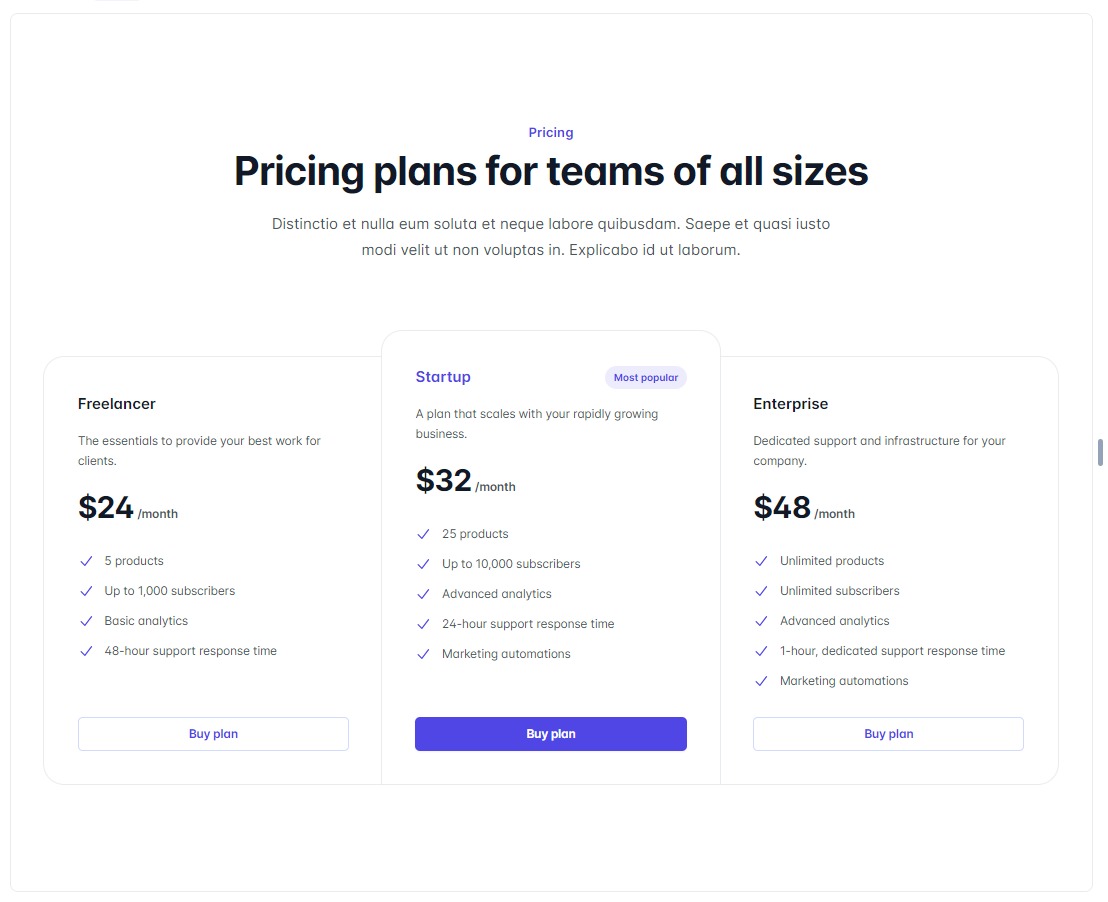 Pricing
Pricing plans for teams of all sizes
Distinctio et nulla eum soluta et neque labore quibusdam. Saepe et quasi iusto
modi velit ut non voluptas in. Explicabo id ut laborum.
Freelancer
The essentials to provide your best work for
clients.
$24 /month
5 products
Up to 1,000 subscribers
Basic analytics
48-hour support response time
Buy plan
Startup
Most popular
A plan that scales with your rapidly growing
business.
$32 /month
25 products
Up to 10,000 subscribers
Advanced analytics
24-hour support response time
Marketing automations
Buy plan
Enterprise
Dedicated support and infrastructure for your
company.
$48 /month
Unlimited products
Unlimited subscribers
Advanced analytics
1-hour, dedicated support response time
Marketing automations
Buy plan